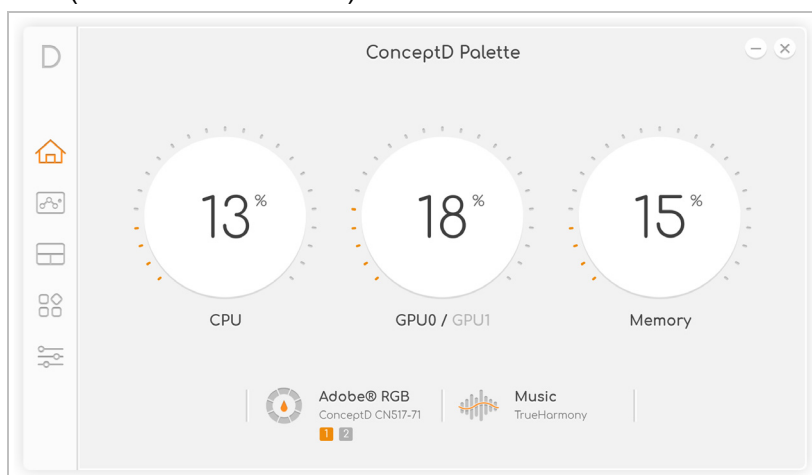 D
ConceptD Palette
13%
18%
15%
CPU
GPU0 / GPU1
Memory
Adobe® RGB
ConceptD CN517-71
1 2
Music
TrueHarmony